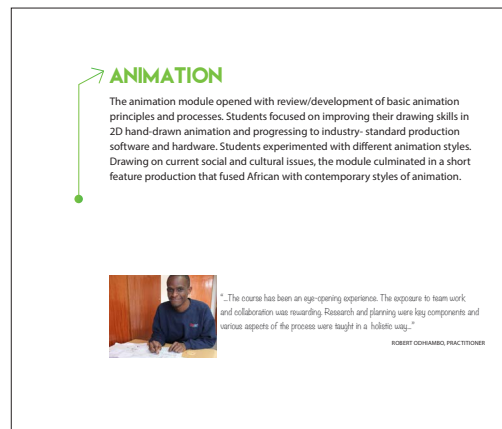 ANIMATION
The animation module opened with review/development of basic animation
principles and processes. Students focused on improving their drawing skills in
2D hand-drawn animation and progressing to industry- standard production
software and hardware. Students experimented with different animation styles.
Drawing on current social and cultural issues, the module culminated in a short
feature production that fused African with contemporary styles of animation.
"...The course has been an eye-opening experience. The exposure to team work
and collaboration was rewarding. Research and planning were key components and
various aspects of the process were taught in a holistic way..."
ROBERT ODHIAMBO, PRACTITIONER